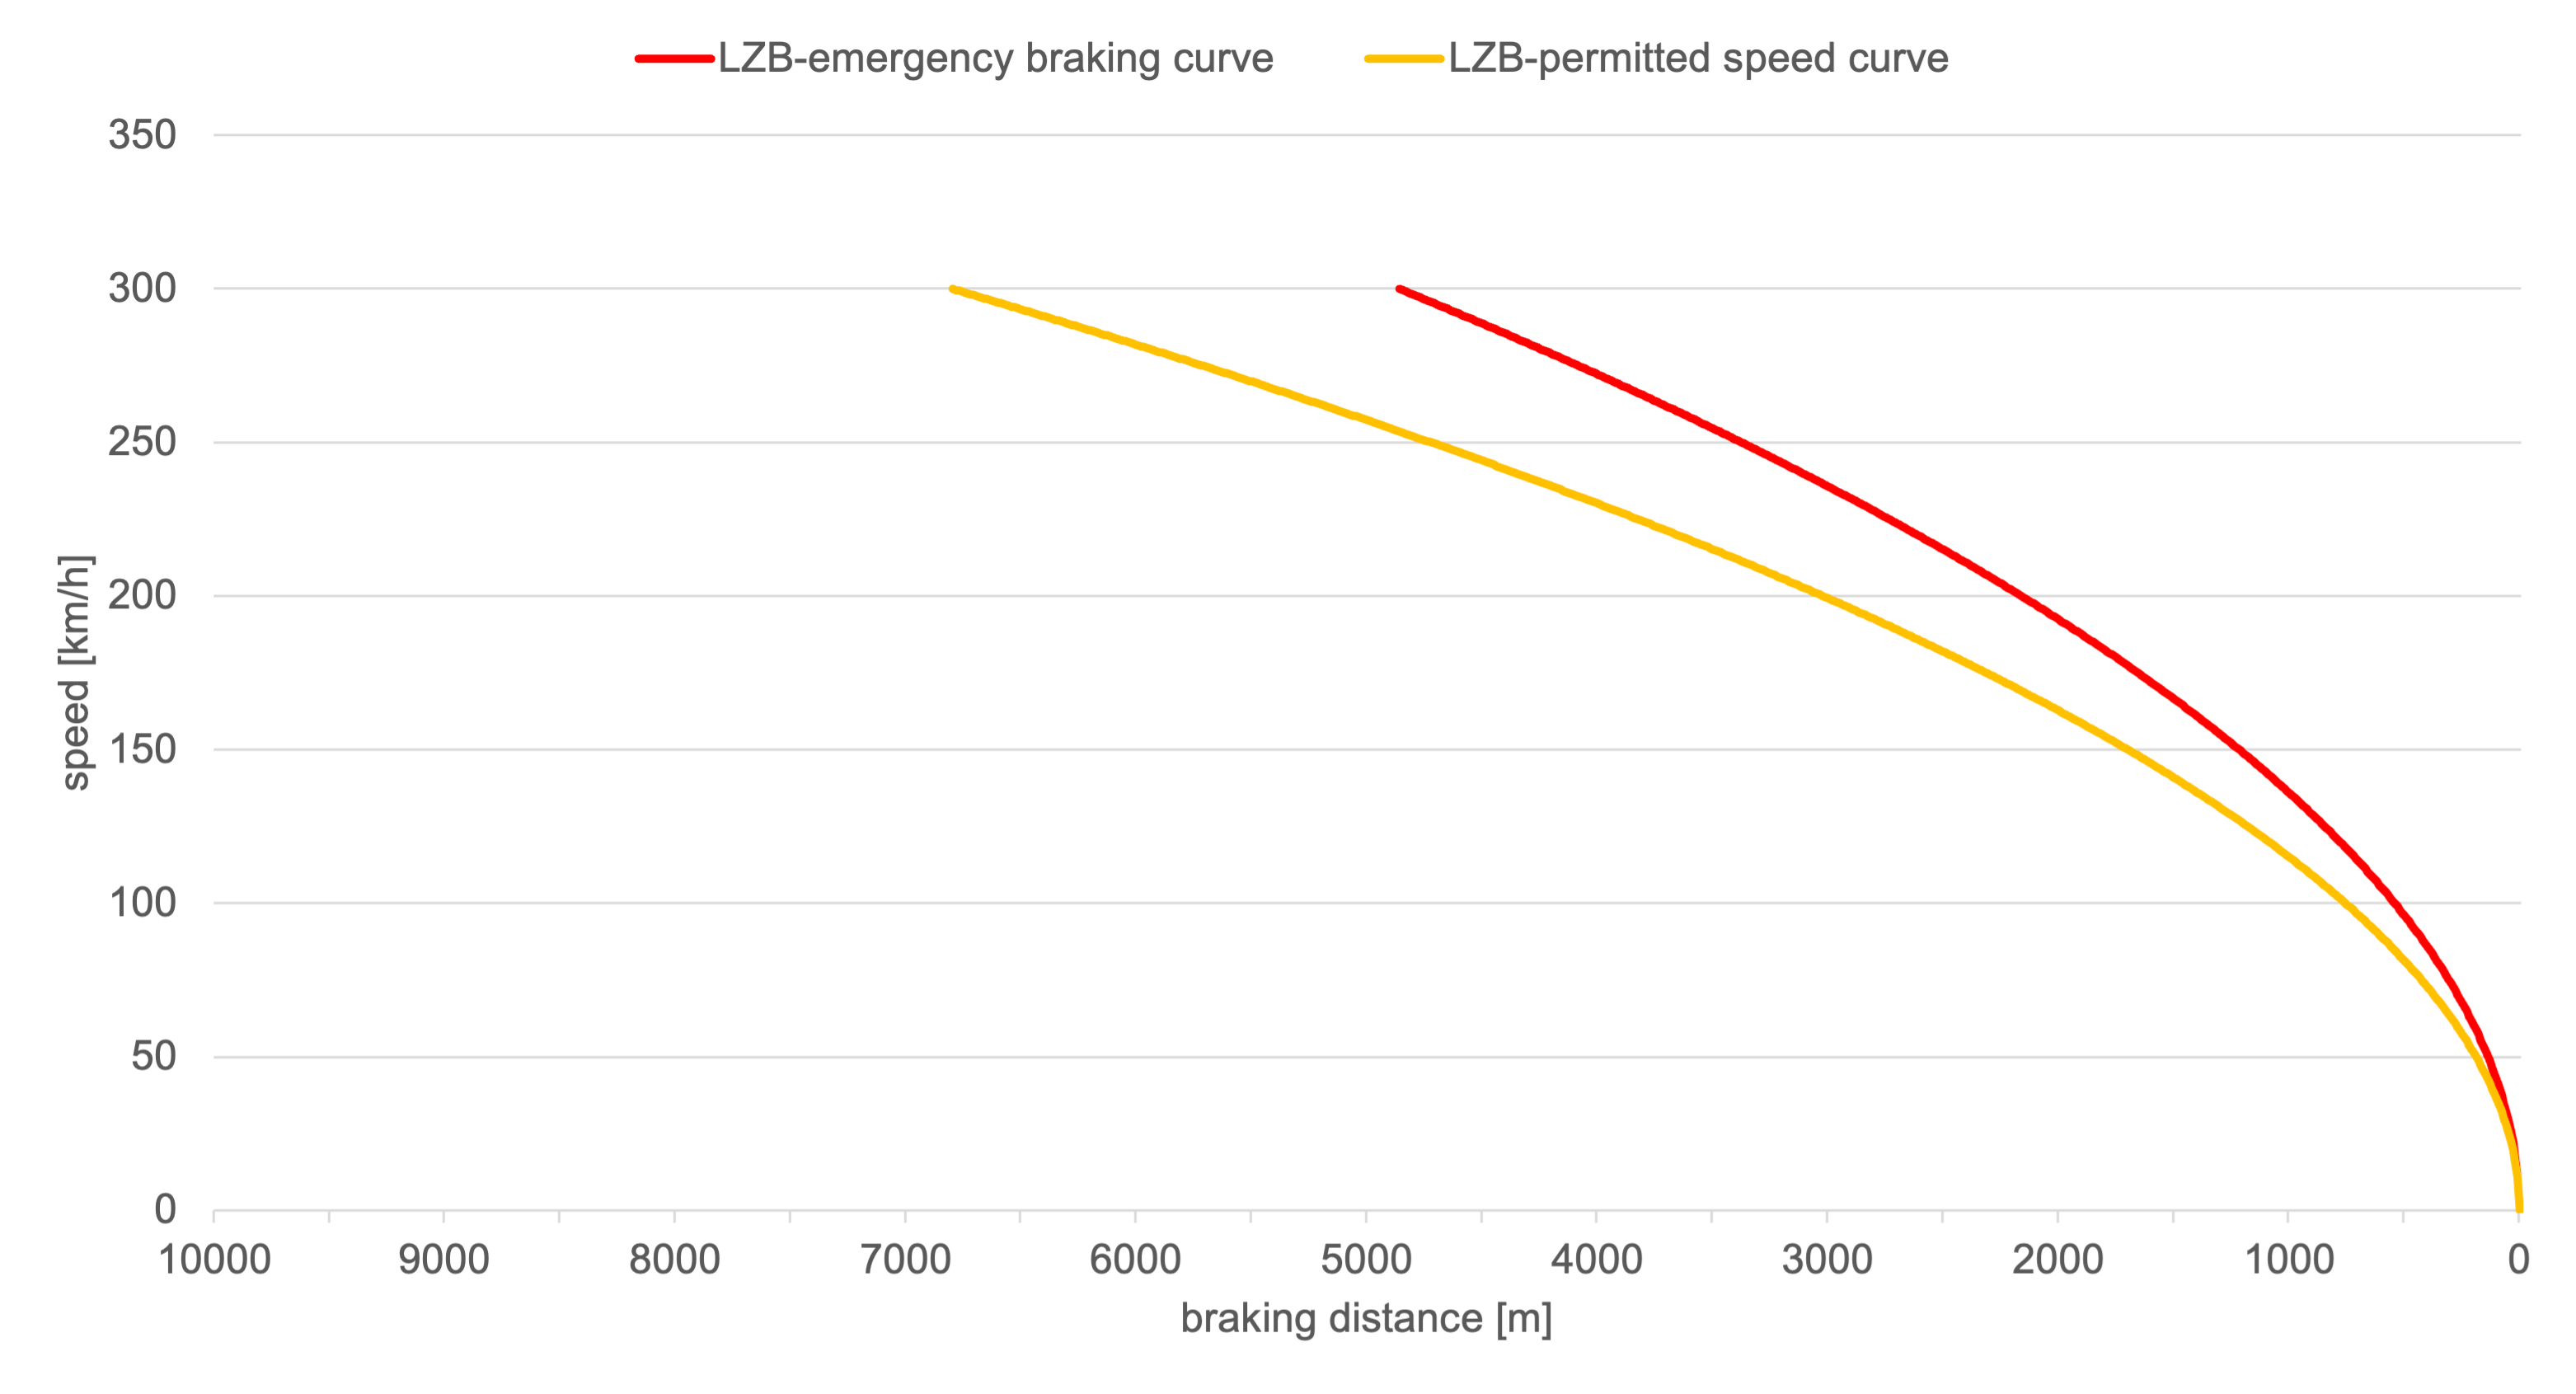 LZB-emergency braking curve LZB-permitted speed curve
350
300
250
200
150
100
50
0
speed [km/h]
10000 9000 8000 7000 6000 5000 4000 3000 2000 1000 0
braking distance [m]